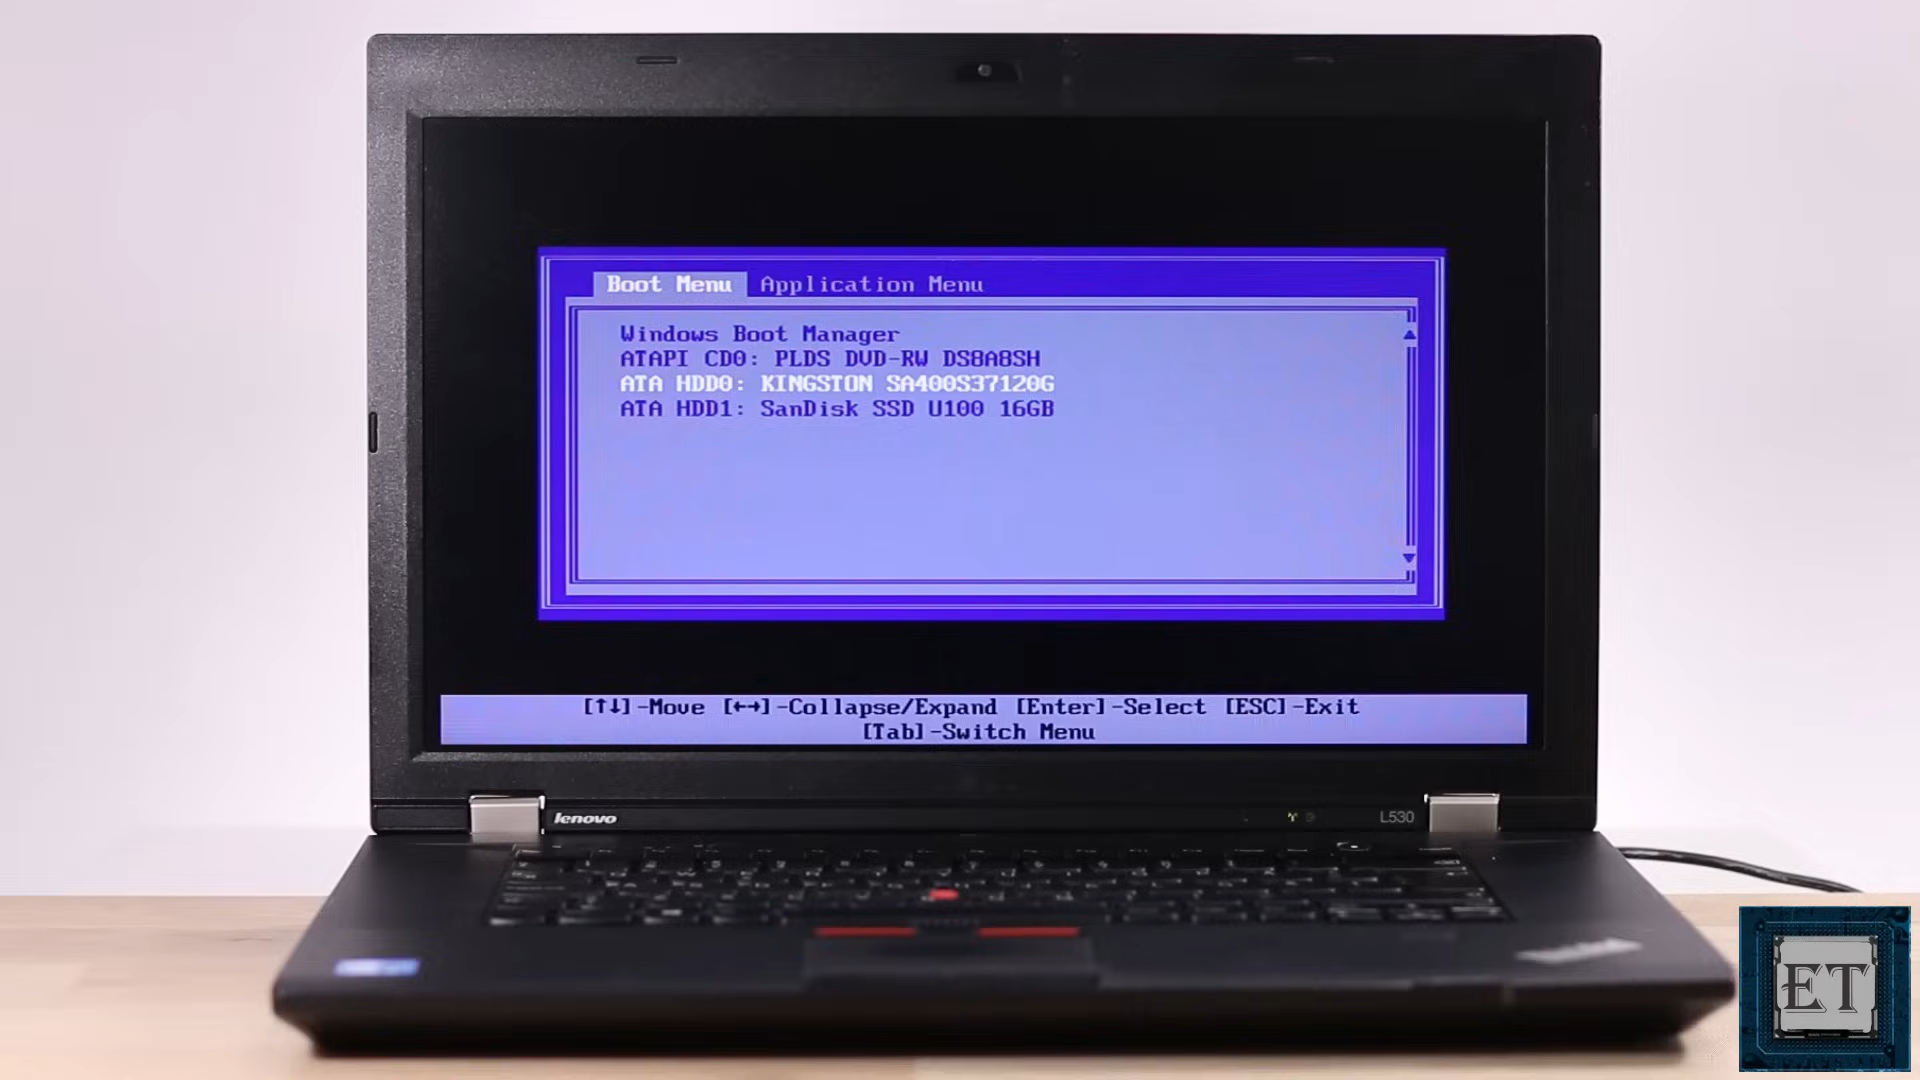 Boot Menu Application Menu
Windows Boot Manager
ATAPI CD0: PLDS DVD-RW DS8A8SH
ATA HDD0: KINGSTON SA400S37120G
ATA HDD1: SanDisk SSD U100 16GB
[↑↓]-Move [←→]-Collapse/Expand [Enter]-Select [ESC]-Exit
[Tab]-Switch Menu
lenovo
L530
ET